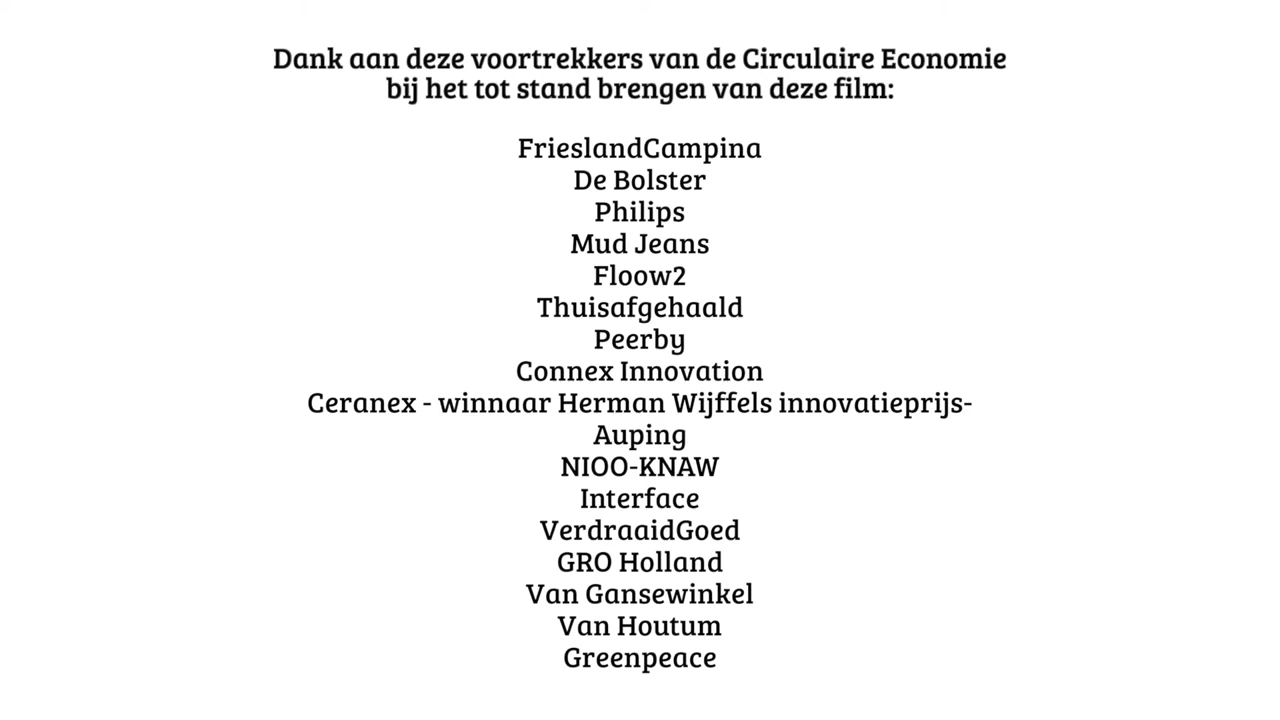 Dank aan deze voortrekkers van de Circulaire Economie
bij het tot stand brengen van deze film:
FrieslandCampina
De Bolster
Philips
Mud Jeans
Floow2
Thuisafgehaald
Peerby
Connex Innovation
Ceranex - winnaar Herman Wijffels innovatieprijs-
Auping
NIOO-KNAW
Interface
VerdraaidGoed
GRO Holland
Van Gansewinkel
Van Houtum
Greenpeace